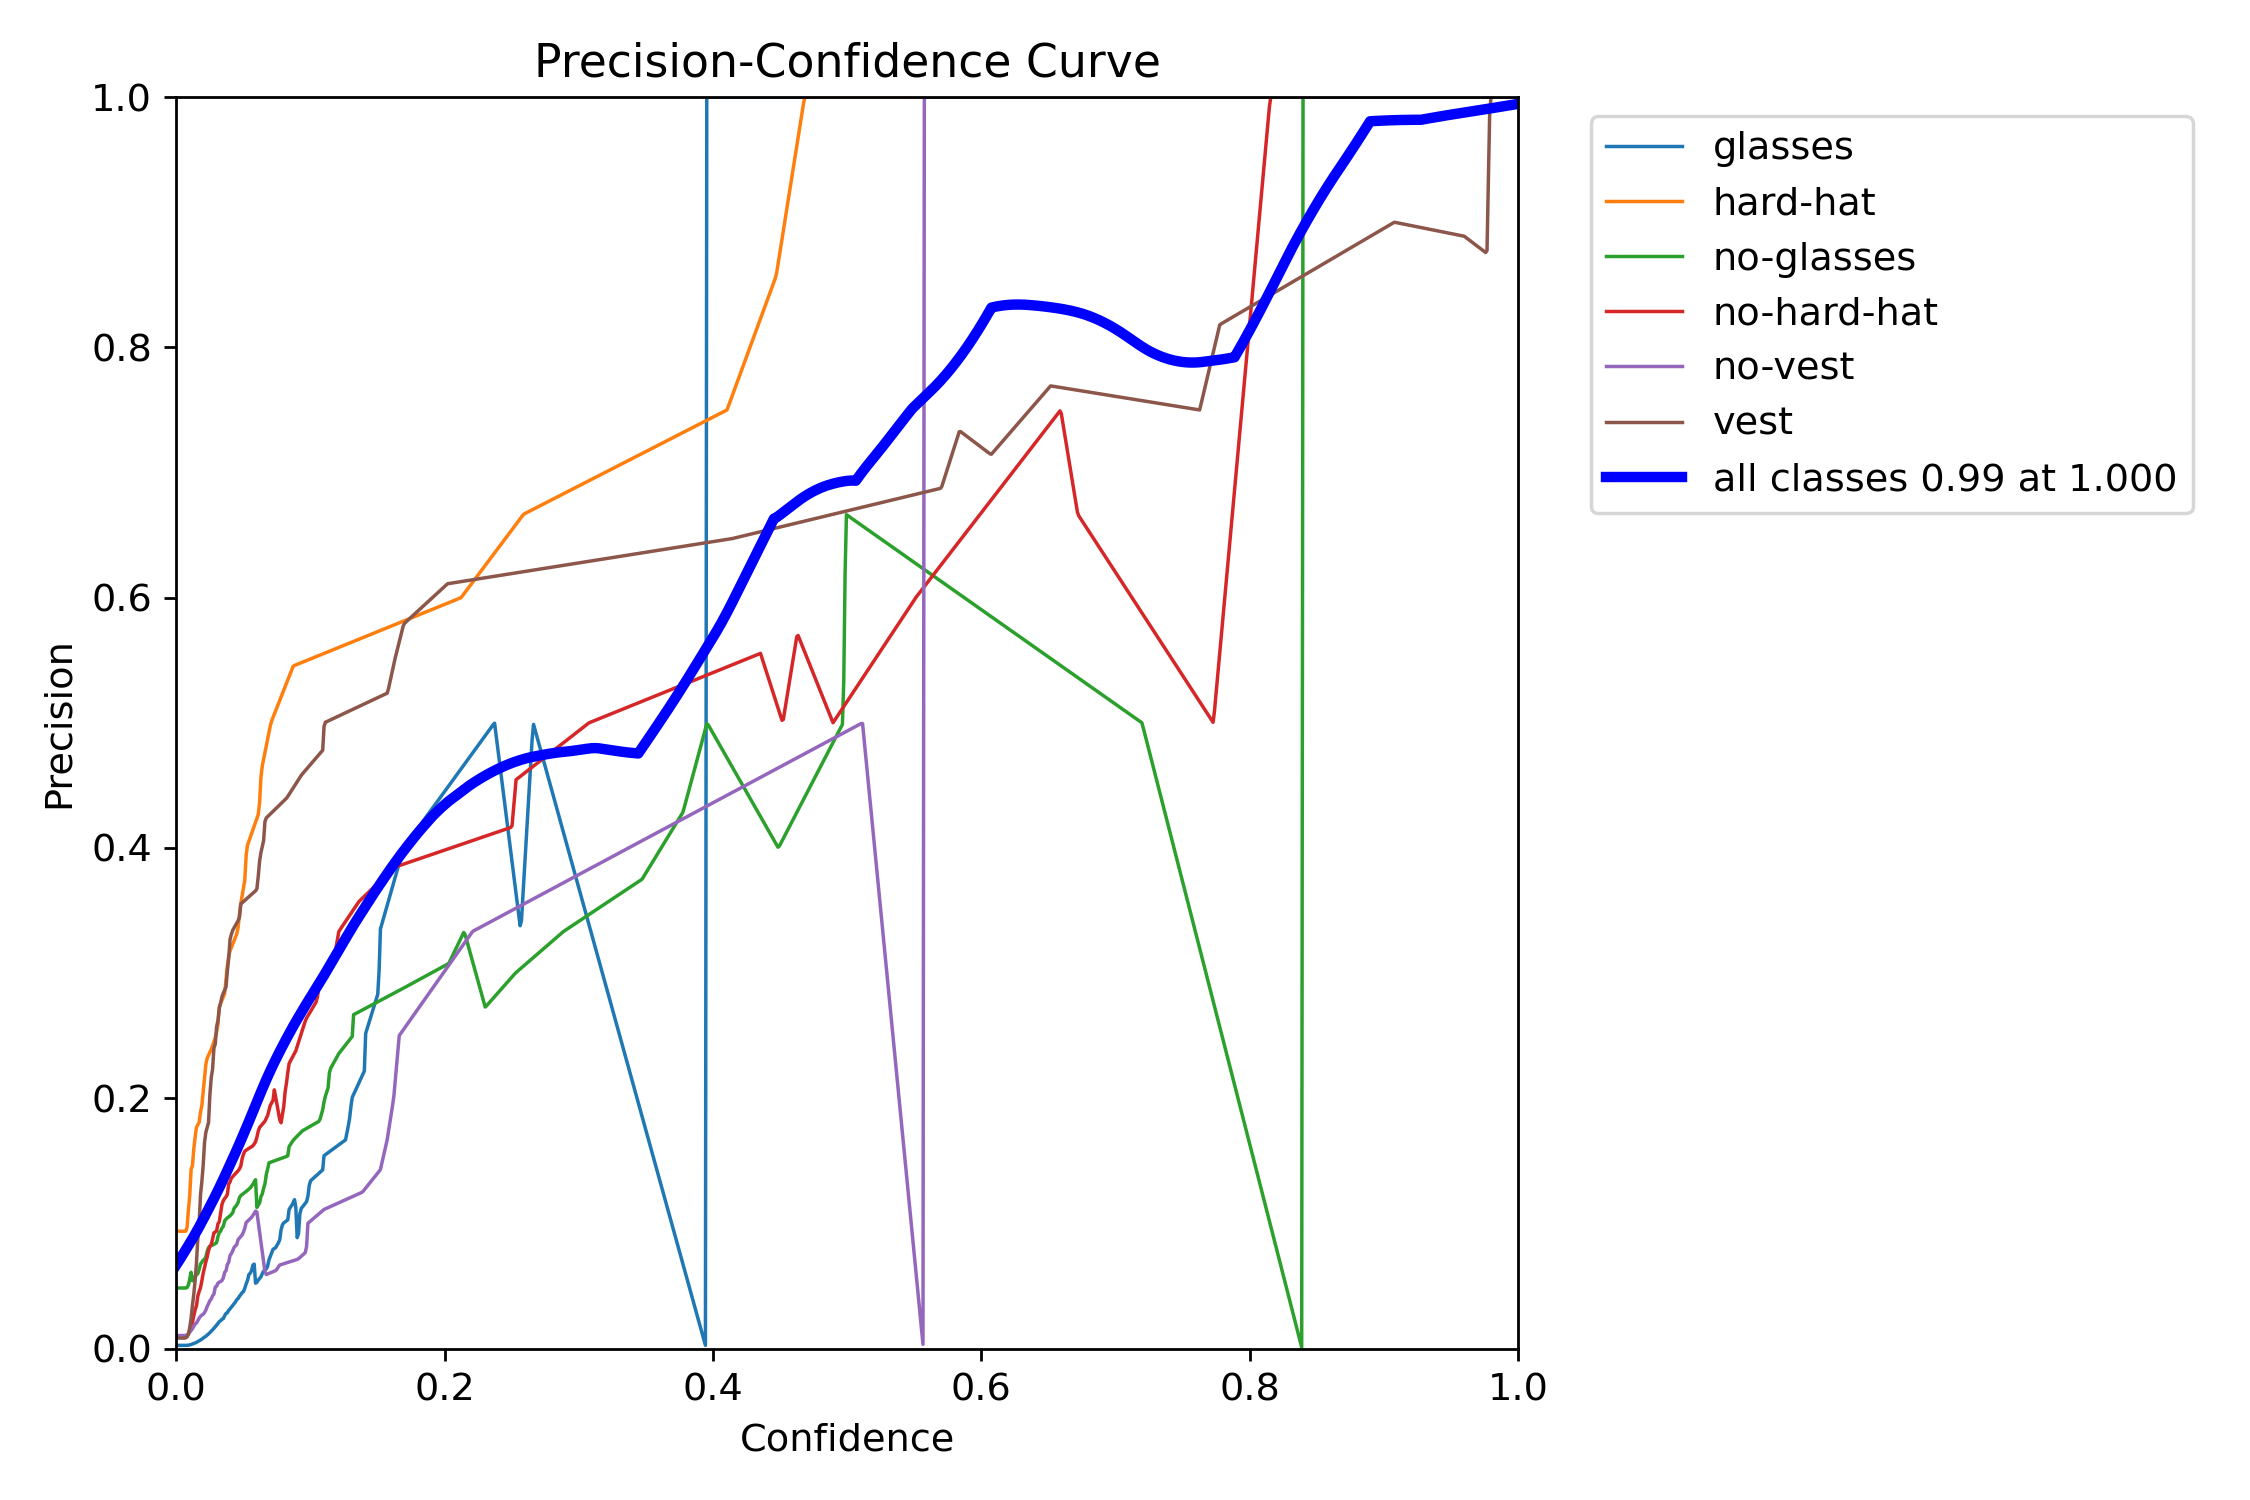 Precision-Confidence Curve
1.0
0.8
0.6
0.4
0.2
0.0
Precision
0.0 0.2 0.4 0.6 0.8 1.0
Confidence
glasses
hard-hat
no-glasses
no-hard-hat
no-vest
vest
all classes 0.99 at 1.000